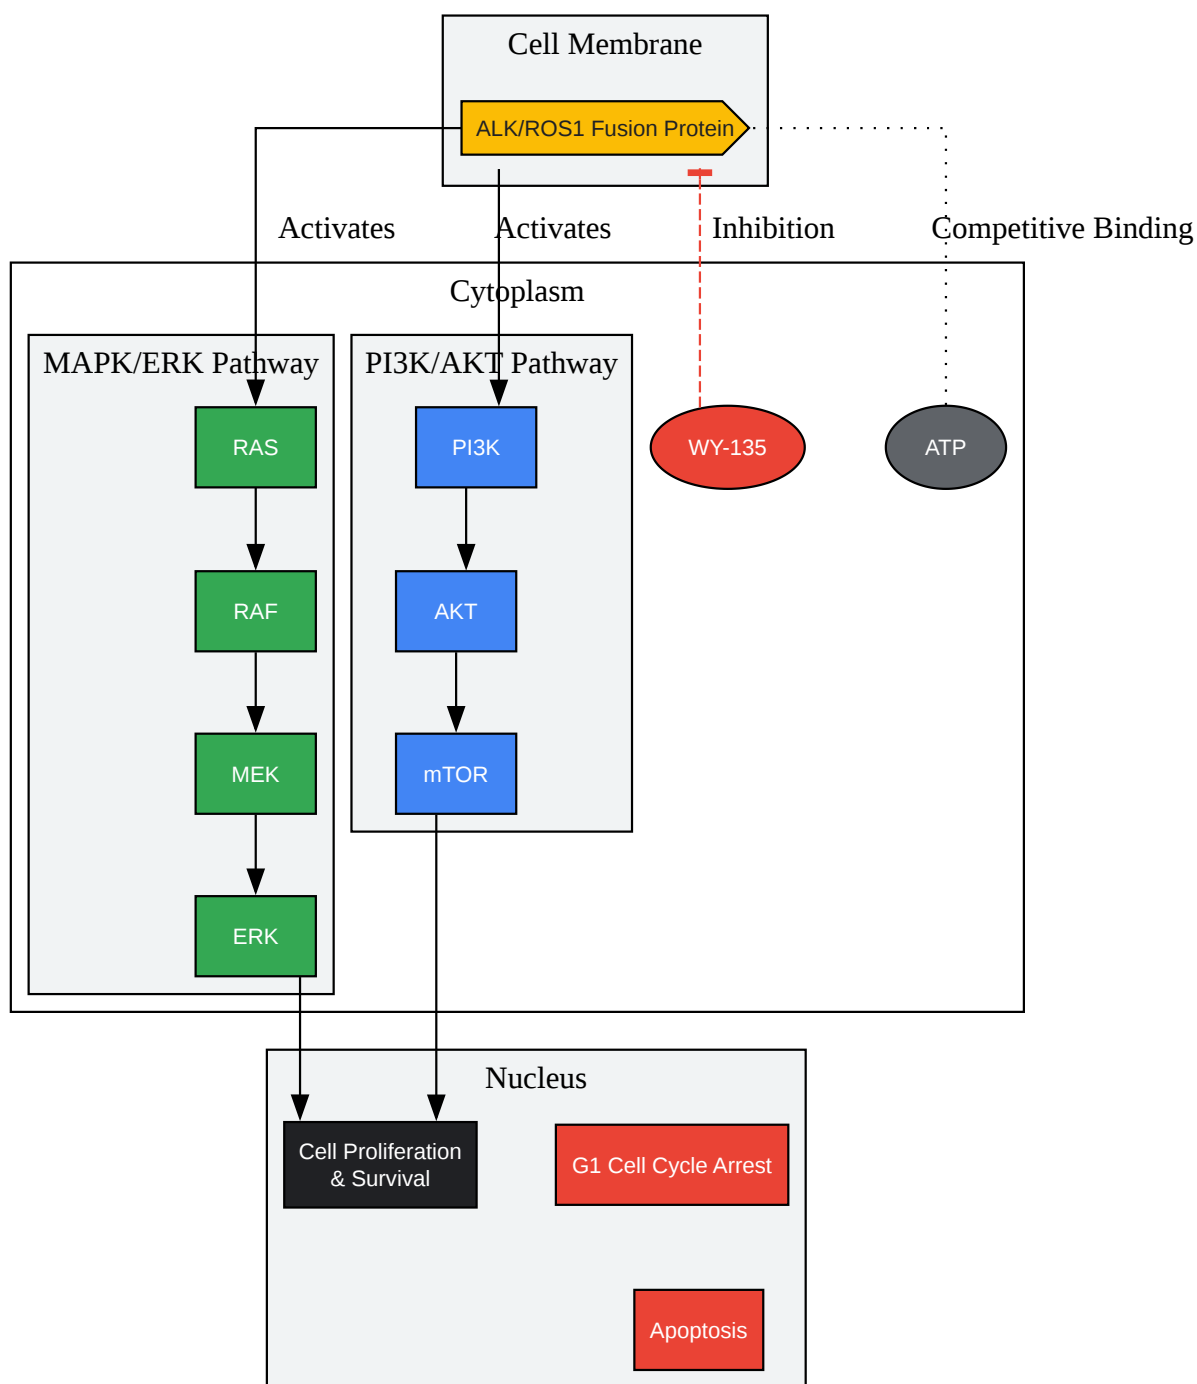 Cell Membrane
ALK/ROS1 Fusion Protein
Activates
Activates
Inhibition
Competitive Binding
Cytoplasm
MAPK/ERK Pathway
PI3K/AKT Pathway
RAS
PI3K
WY-135
ATP
RAF
AKT
MEK
mTOR
ERK
Nucleus
Cell Proliferation
& Survival
G1 Cell Cycle Arrest
Apoptosis